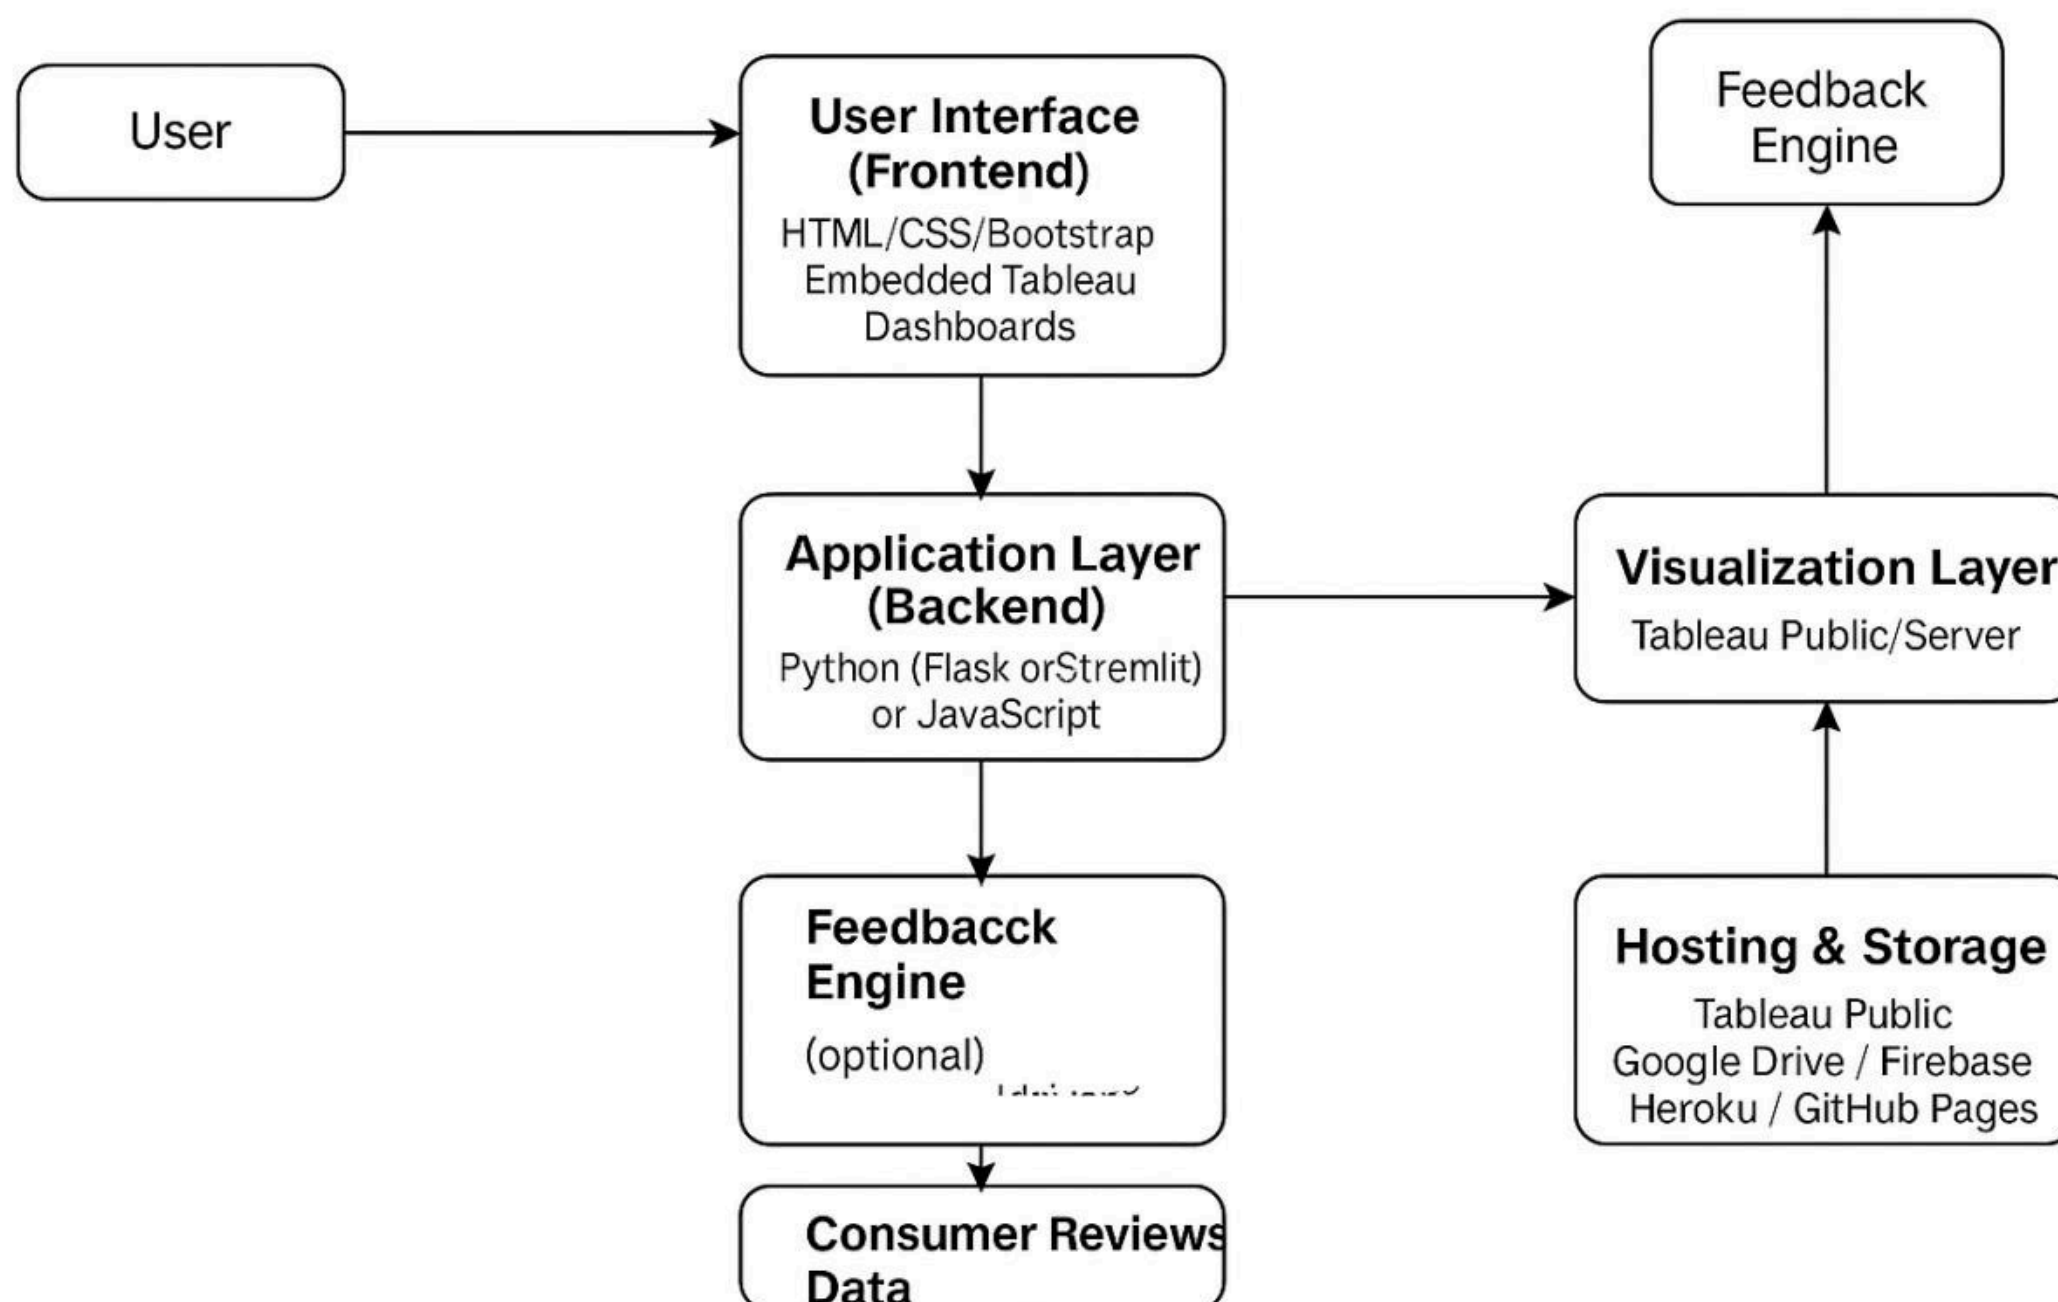 User
User Interface
(Frontend)
HTML/CSS/Bootstrap
Embedded Tableau
Dashboards
Feedback
Engine
Application Layer
(Backend)
Python (Flask orStremlit)
or JavaScript
Visualization Layer
Tableau Public/Server
Feedbacck
Engine
(optional)
Hosting & Storage
Tableau Public
Google Drive / Firebase
Heroku / GitHub Pages
Consumer Reviews
Data